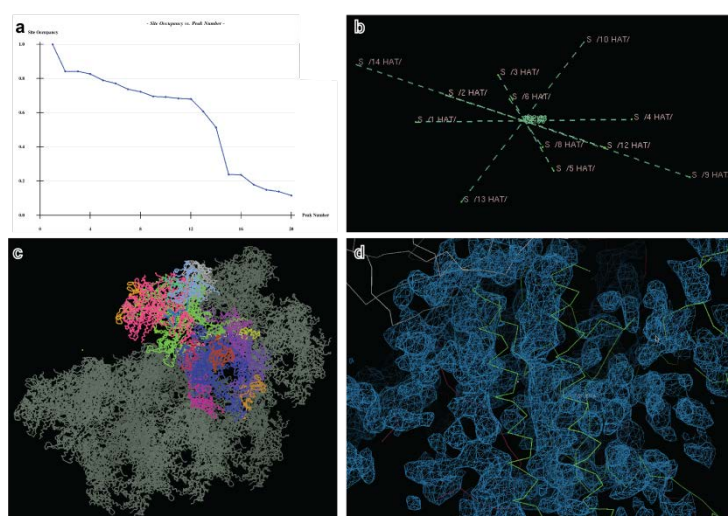 a
- Site Occupancy vs. Peak Number -
Site Occupancy
1.0
0.8
0.6
0.4
0.2
0.0
0
4
8
12
16
20
Peak Number
b
S /10 HAT/
S /14 HAT/
S /3 HAT/
S /2 HAT/
S /6 HAT/
S /1 HAT/
S /4 HAT/
S /8 HAT/
S /12 HAT/
S /5 HAT/
S /9 HAT/
S /13 HAT/
c
d